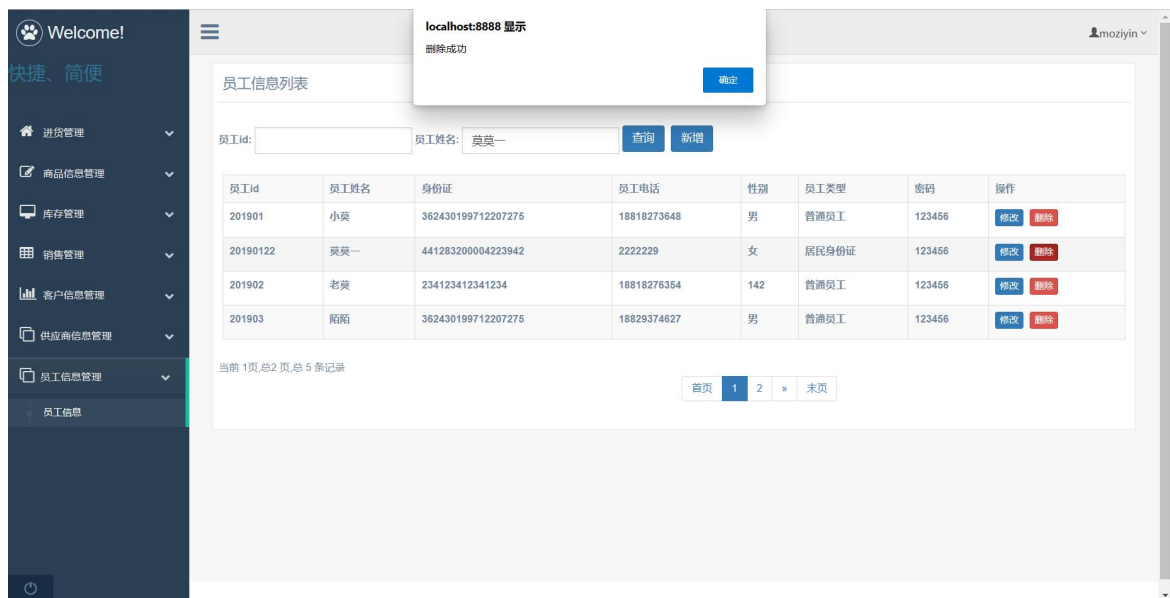 Welcome!
快捷、简便
进货管理
商品信息管理
库存管理
销售管理
客户信息管理
供应商信息管理
员工信息管理
员工信息
moziyin
localhost:8888 显示
删除成功
确定
员工信息列表
员工id: 员工姓名: 莫莫一 查询 新增
员工id 员工姓名 身份证 员工电话 性别 员工类型 密码 操作
201901 小莫 362430199712207275 18818273648 男 普通员工 123456 修改 删除
20190122 莫莫一 441283200004223942 2222229 女 居民身份证 123456 修改 删除
201902 老莫 234123412341234 18818276354 142 普通员工 123456 修改 删除
201903 陌陌 362430199712207275 18829374627 男 普通员工 123456 修改 删除
当前 1页,总2 页,总 5 条记录
首页 1 2 » 末页